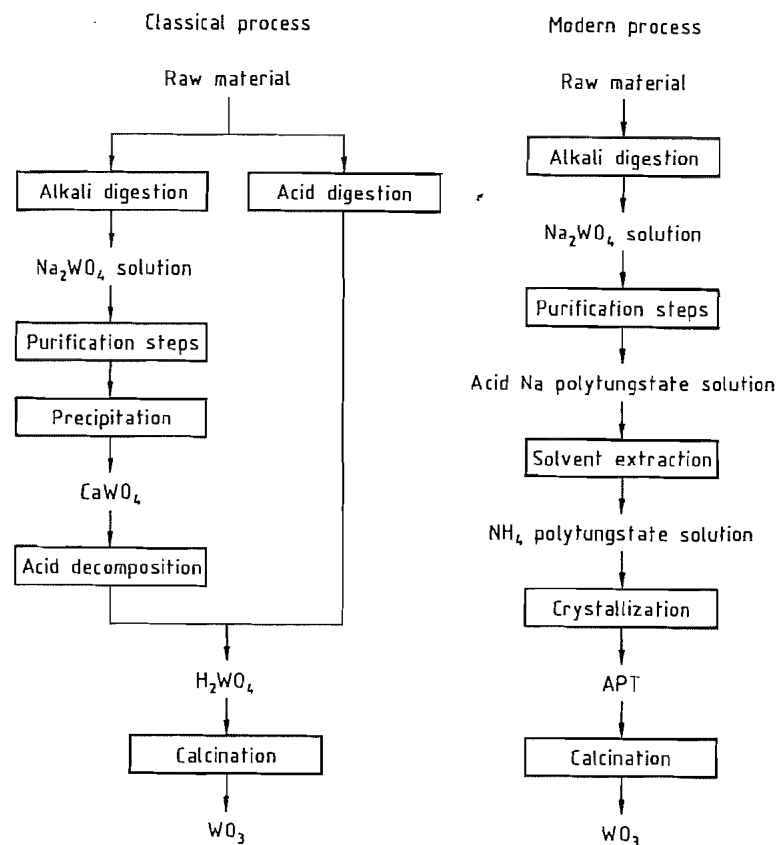 Classical process
Raw material
Alkali digestion
Acid digestion
Na₂WO₄ solution
Purification steps
Precipitation
CaWO₄
Acid decomposition
H₂WO₄
Calcination
WO₃
Modern process
Raw material
Alkali digestion
Na₂WO₄ solution
Purification steps
Acid Na polytungstate solution
Solvent extraction
NH₄ polytungstate solution
Crystallization
APT
Calcination
WO₃